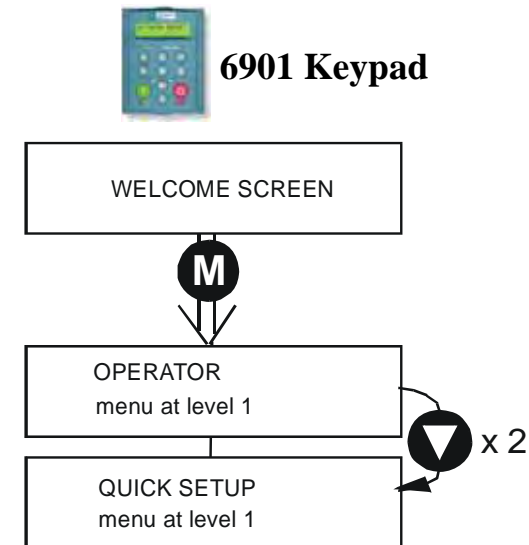 6901 Keypad
WELCOME SCREEN
M
OPERATOR
menu at level 1
x 2
QUICK SETUP
menu at level 1